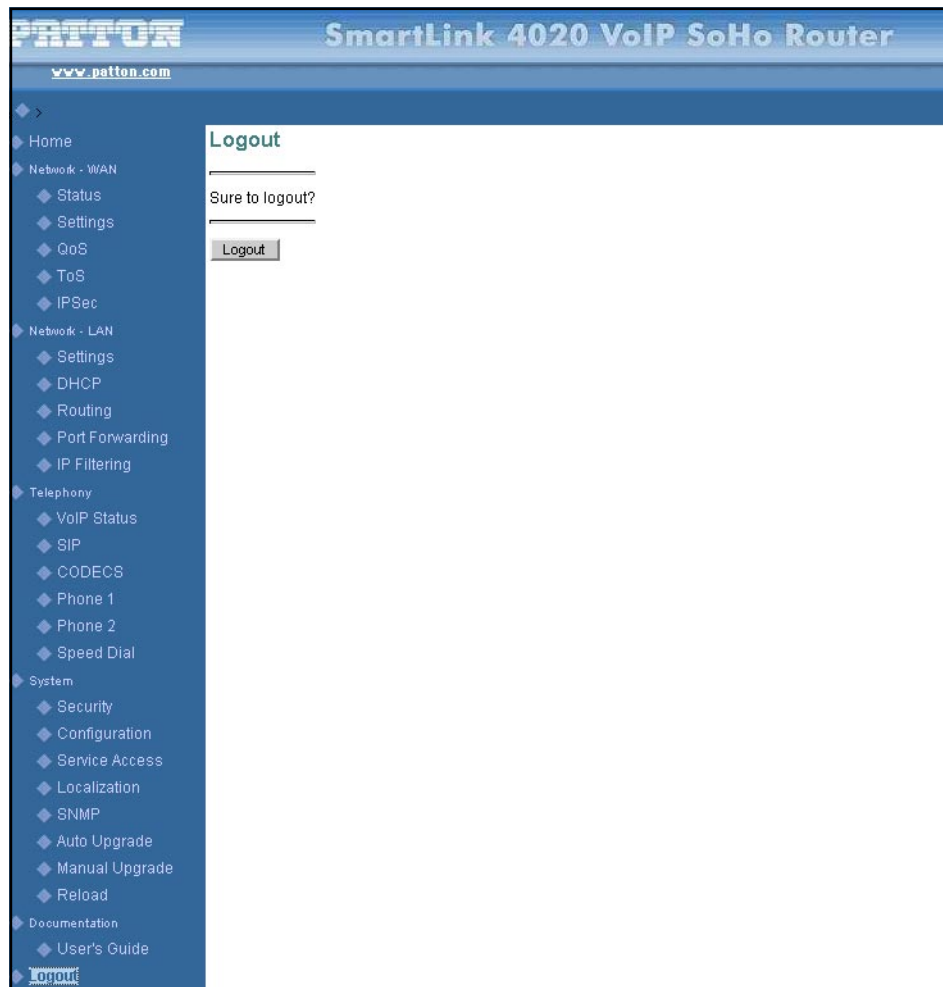 PATTON
SmartLink 4020 VoIP SoHo Router
www.patton.com
>
Home
Network - WAN
Status
Settings
QoS
ToS
IPSec
Network - LAN
Settings
DHCP
Routing
Port Forwarding
IP Filtering
Telephony
VoIP Status
SIP
CODECS
Phone 1
Phone 2
Speed Dial
System
Security
Configuration
Service Access
Localization
SNMP
Auto Upgrade
Manual Upgrade
Reload
Documentation
User's Guide
Logout
Logout
Sure to logout?
Logout